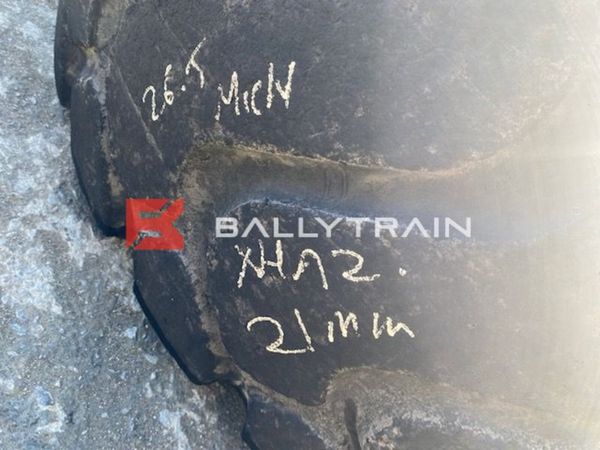 26.5
MICH
BALLYTRAIN
XHA2.
21mm